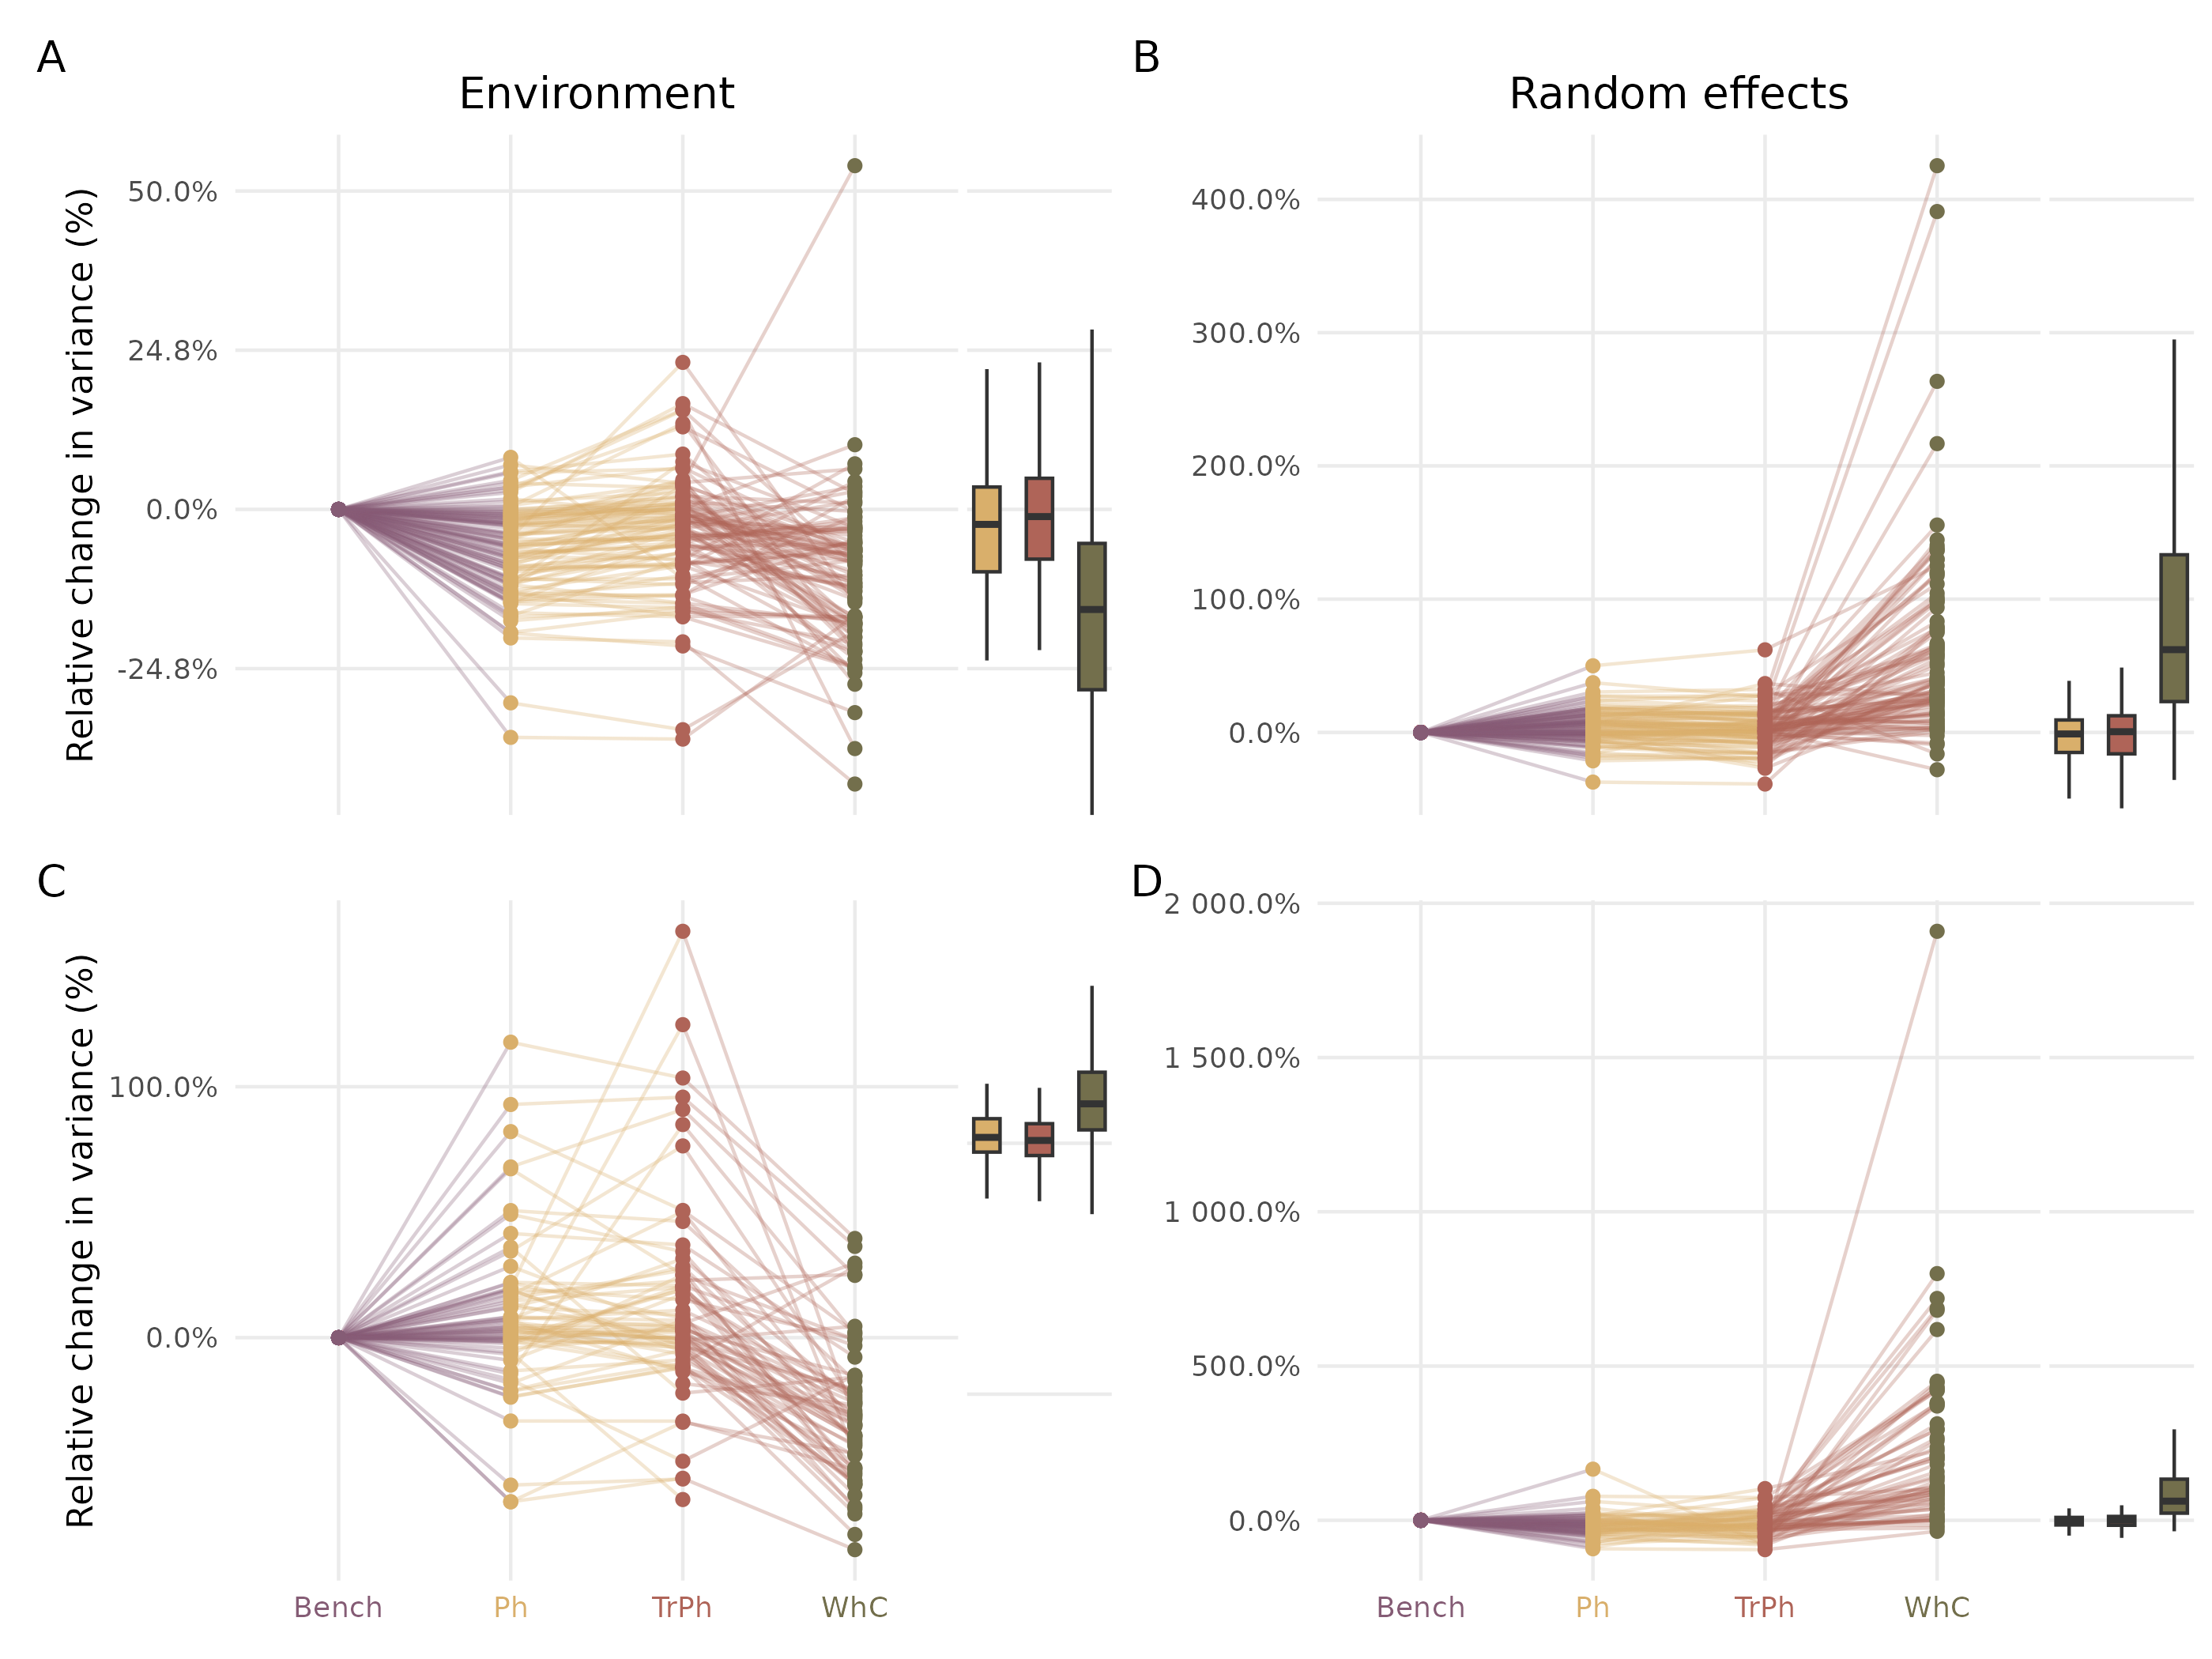 A
Environment
Relative change in variance (%)
50.0%
24.8%
0.0%
-24.8%
B
Random effects
400.0%
300.0%
200.0%
100.0%
0.0%
C
Relative change in variance (%)
100.0%
0.0%
Bench Ph TrPh WhC
D
2 000.0%
1 500.0%
1 000.0%
500.0%
0.0%
Bench Ph TrPh WhC